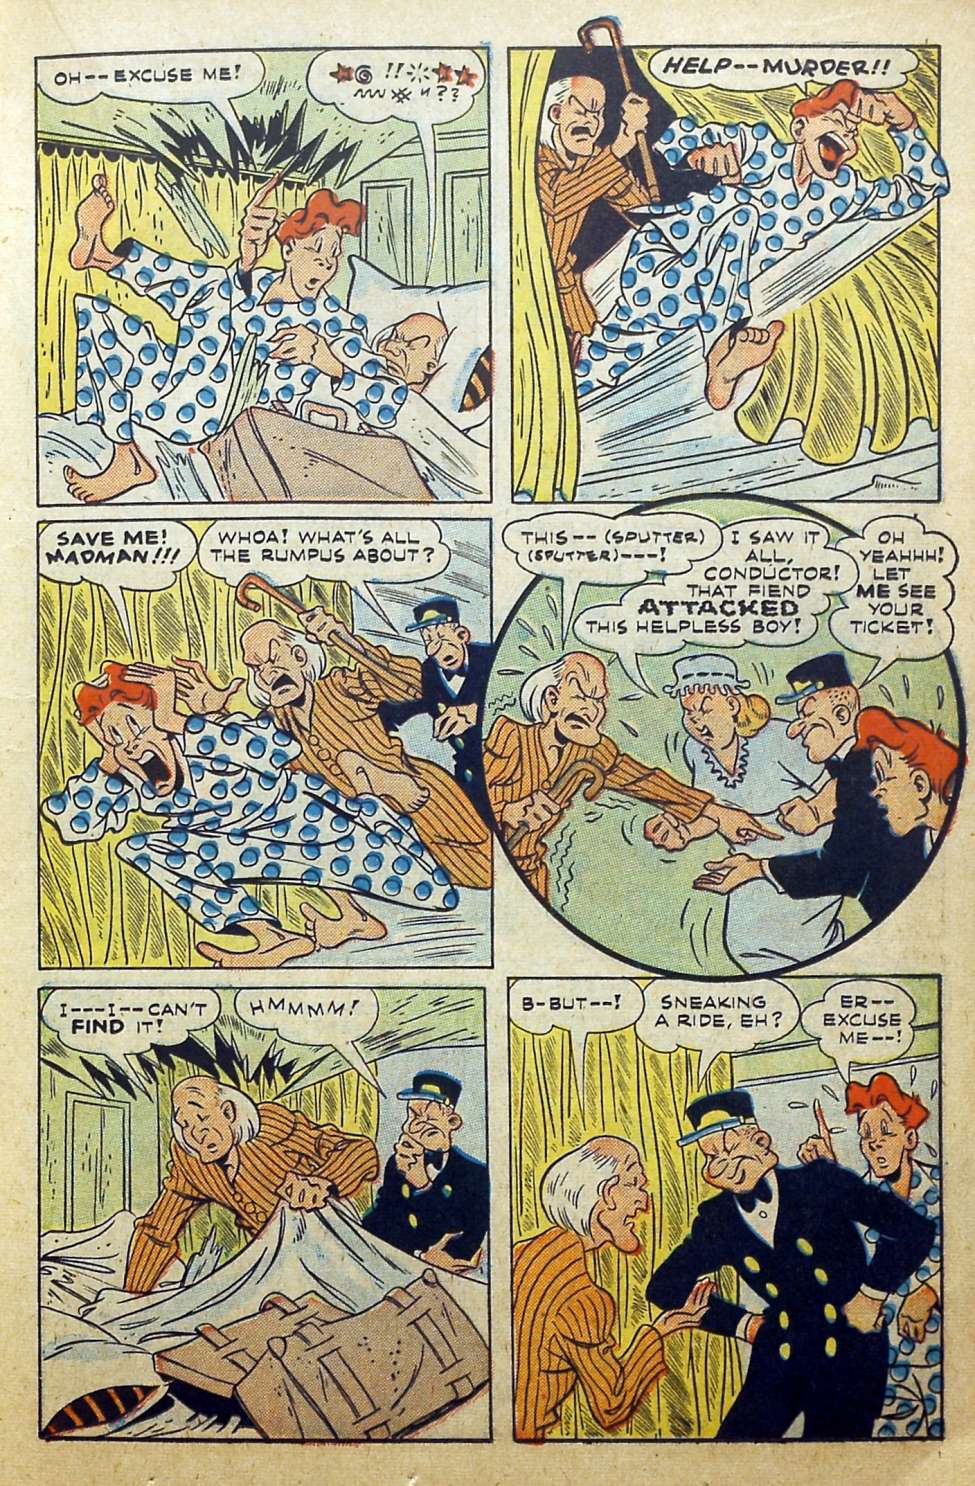 OH-- EXCUSE ME!
@ !! ??
HELP--MURDER!!
SAVE ME!
MADMAN!!!
WHOA! WHAT'S ALL
THE RUMPUS ABOUT?
THIS-- (SPUTTER)
(SPUTTER)---!
I SAW IT
ALL,
CONDUCTOR!
THAT FIEND
ATTACKED
THIS HELPLESS BOY!
OH
YEAHHH!
LET
ME SEE
YOUR
TICKET!
I---I--CAN'T
FIND IT!
HMMMM!
B-BUT--!
SNEAKING
A RIDE, EH?
ER--
EXCUSE
ME--!